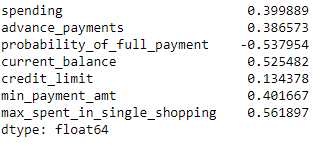 spending 0.399889
advance_payments 0.386573
probability_of_full_payment -0.537954
current_balance 0.525482
credit_limit 0.134378
min_payment_amt 0.401667
max_spent_in_single_shopping 0.561897
dtype: float64